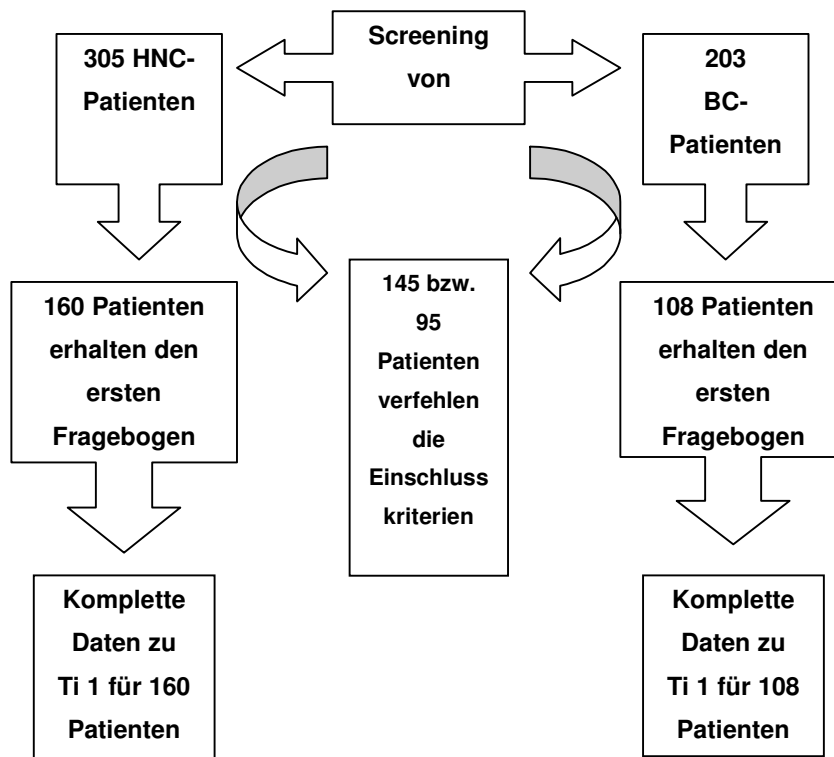 Screening
von
305 HNC-
Patienten
203
BC-
Patienten
160 Patienten
erhalten den
ersten
Fragebogen
145 bzw.
95
Patienten
verfehlen
die
Einschluss
kriterien
108 Patienten
erhalten den
ersten
Fragebogen
Komplette
Daten zu
Ti 1 für 160
Patienten
Komplette
Daten zu
Ti 1 für 108
Patienten